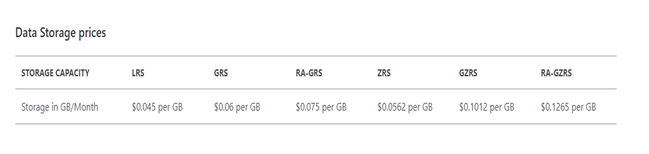 Data Storage prices
STORAGE CAPACITY LRS GRS RA-GRS ZRS GZRS RA-GZRS
Storage in GB/Month $0.045 per GB $0.06 per GB $0.075 per GB $0.0562 per GB $0.1012 per GB $0.1265 per GB